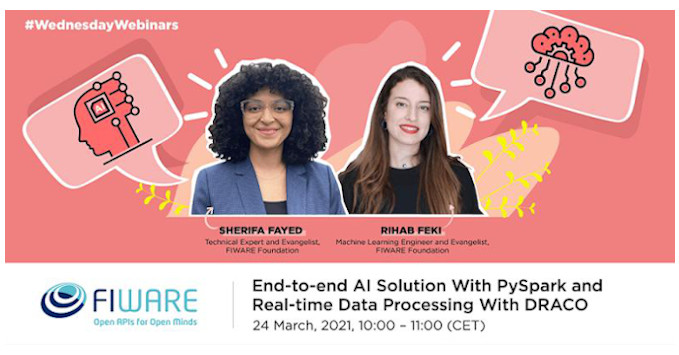 #WednesdayWebinars
AI
SHERIFA FAYED
Technical Expert and Evangelist,
FIWARE Foundation
RIHAB FEKI
Machine Learning Engineer and Evangelist,
FIWARE Foundation
FIWARE
Open APIs for Open Minds
End-to-end AI Solution With PySpark and
Real-time Data Processing With DRACO
24 March, 2021, 10:00 – 11:00 (CET)